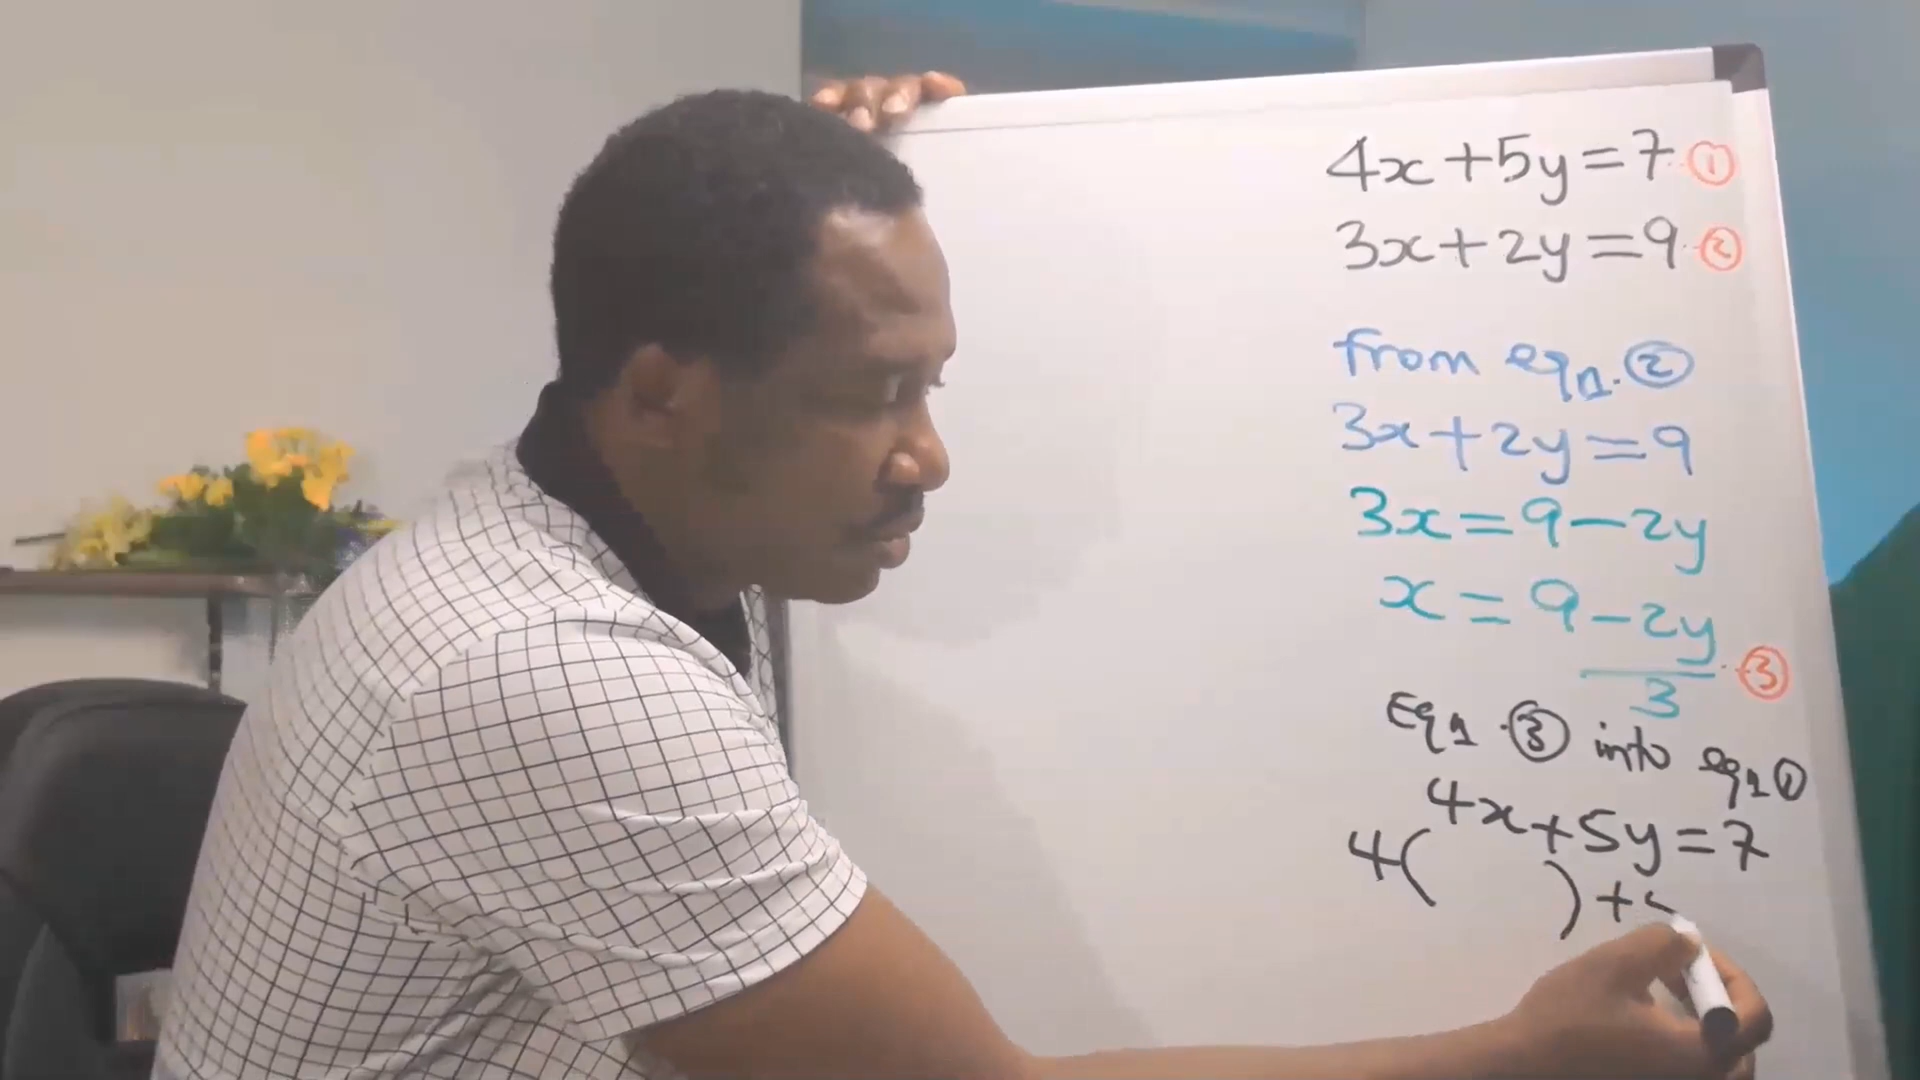 4x+5y=7 ①
3x+2y=9 ②
from eqn. ②
3x+2y=9
3x=9-2y
x=9-2y
3 ③
Eqn ③ into eqn ①
4x+5y=7
4( ) +